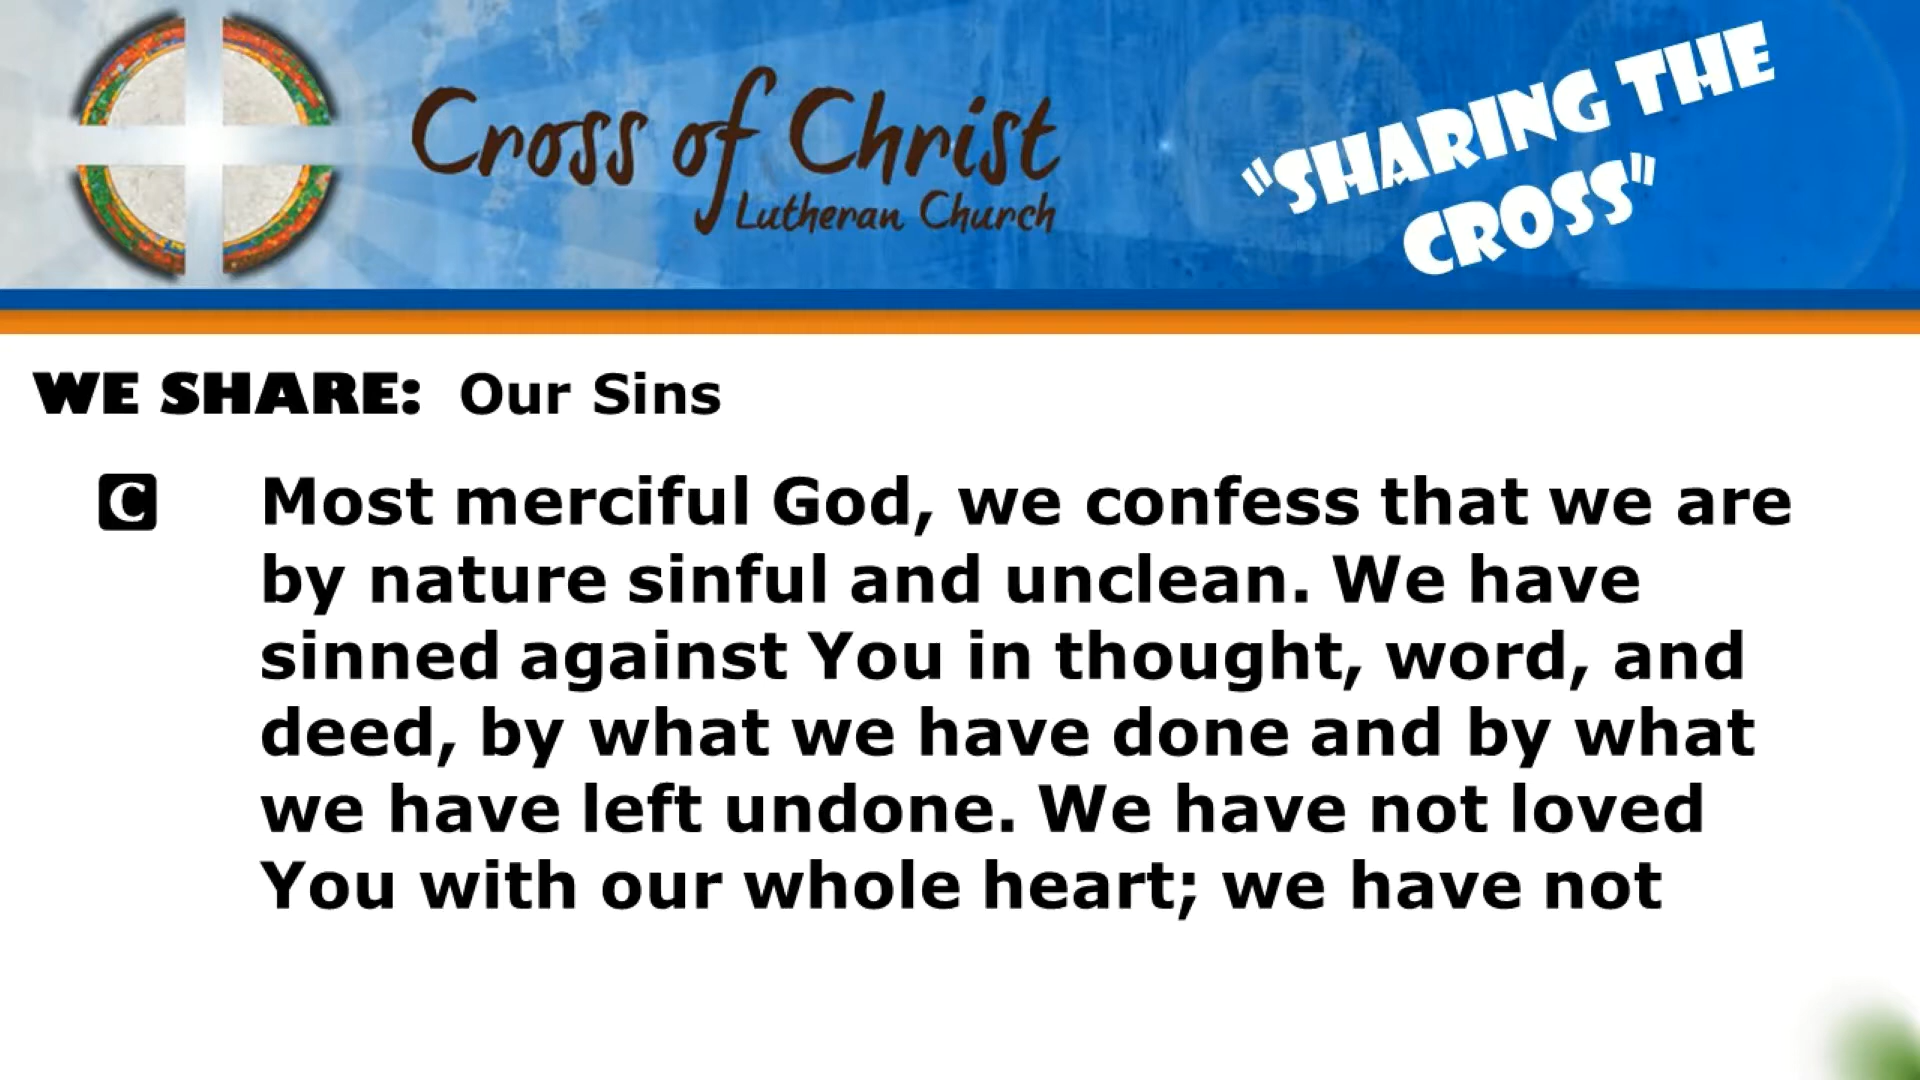 Cross of Christ
Lutheran Church
"SHARING THE
CROSS"
WE SHARE: Our Sins
C Most merciful God, we confess that we are
by nature sinful and unclean. We have
sinned against You in thought, word, and
deed, by what we have done and by what
we have left undone. We have not loved
You with our whole heart; we have not